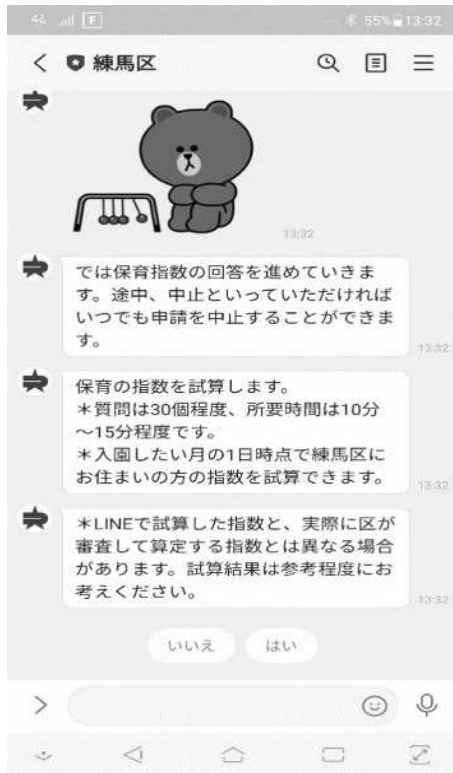 4G
F
55%
13:32
練馬区
13:32
では保育指数の回答を進めていきま
す。途中、中止といっていただければ
いつでも申請を中止することができま
す。
13:32
保育の指数を試算します。
＊質問は30個程度、所要時間は10分
～15分程度です。
＊入園したい月の1日時点で練馬区に
お住まいの方の指数を試算できます。
13:32
＊LINEで試算した指数と、実際に区が
審査して算定する指数とは異なる場合
があります。試算結果は参考程度にお
考えください。
13:32
いいえ
はい